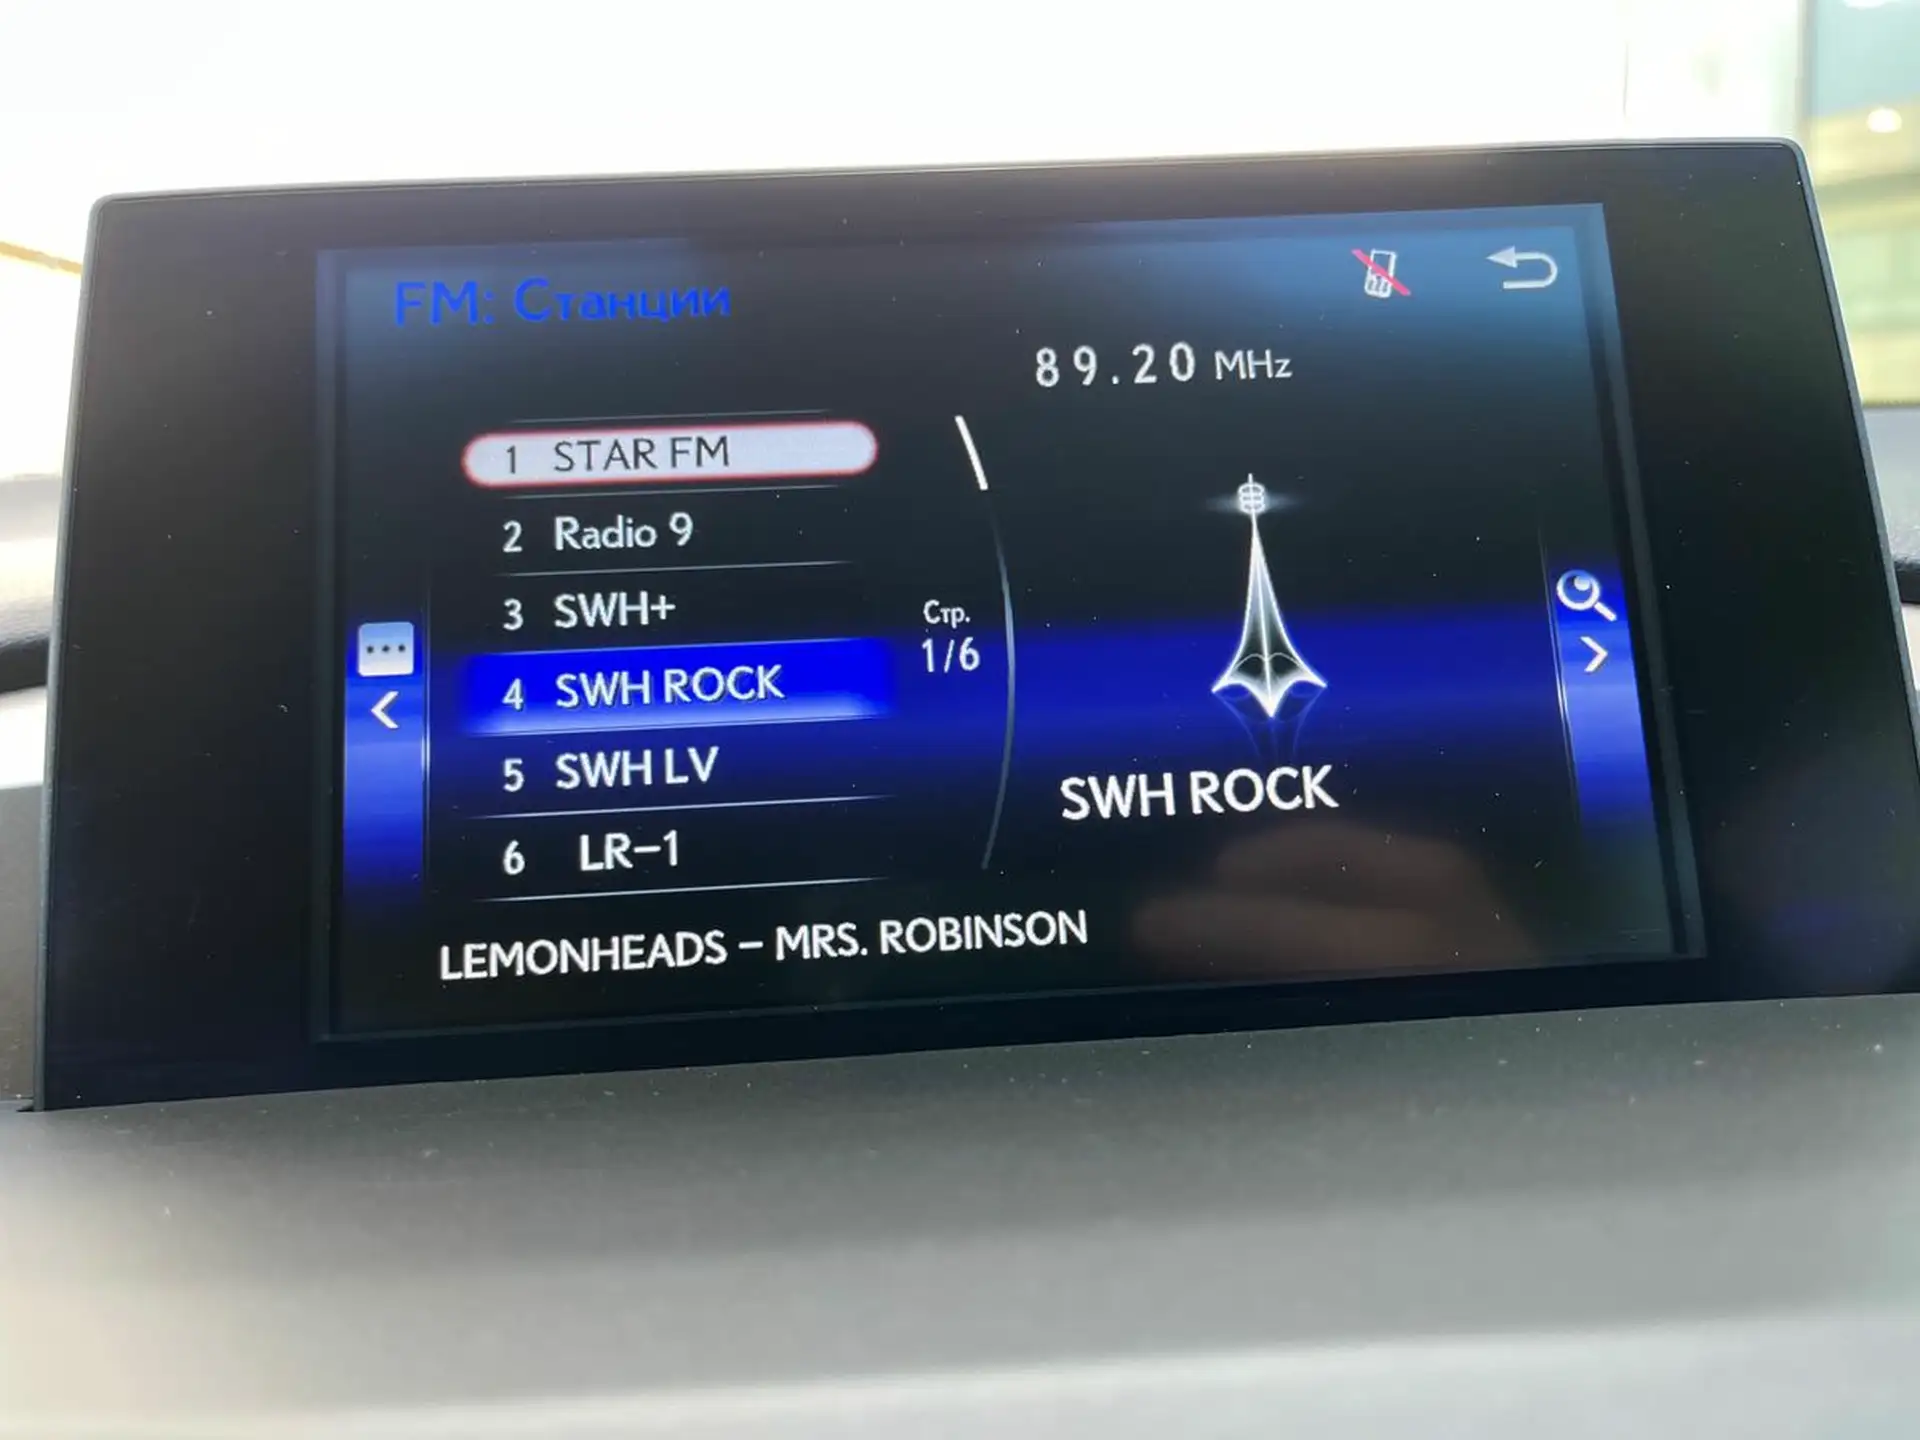 FM: Станции
89.20 MHz
1 STAR FM
2 Radio 9
3 SWH+
4 SWH ROCK
5 SWH LV
6 LR-1
Стр.
1/6
SWH ROCK
LEMONHEADS - MRS. ROBINSON